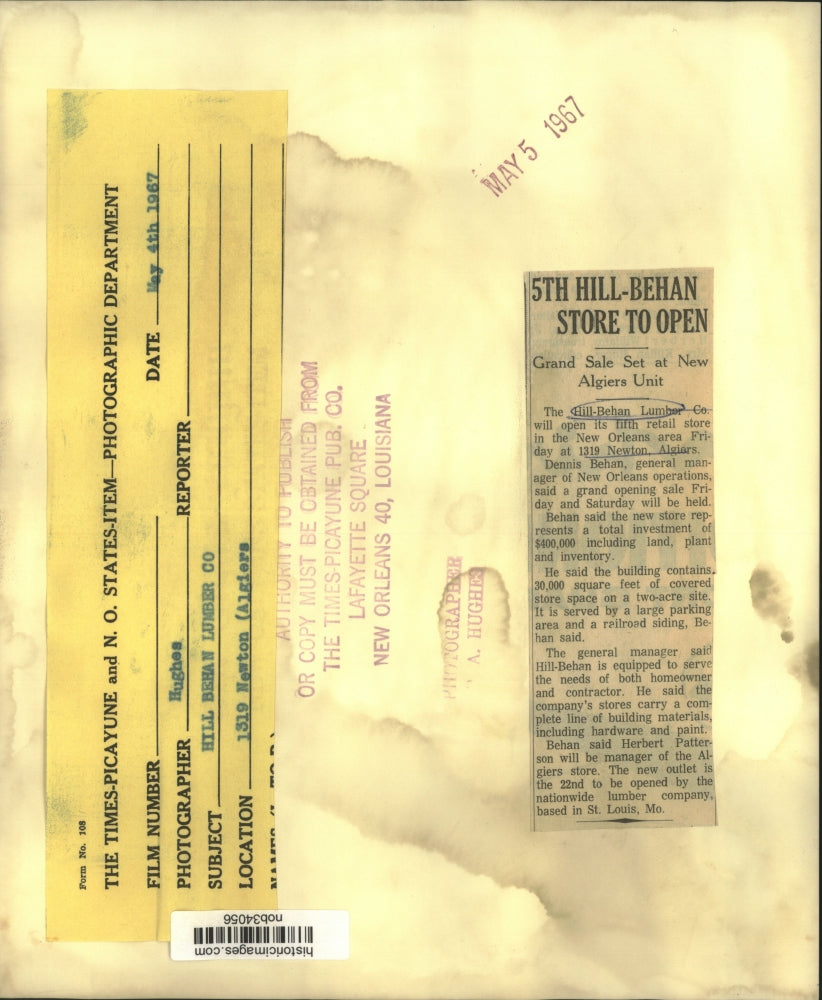 Form No. 108
THE TIMES-PICAYUNE and N. O. STATES-ITEM—PHOTOGRAPHIC DEPARTMENT
FILM NUMBER DATE May 4th 1967
PHOTOGRAPHER Hughes REPORTER
SUBJECT HILL BEHAN LUMBER CO
LOCATION 1319 Newton (Algiers
historicimages.com
nob34056
AUTHORITY TO PUBLISH
OR COPY MUST BE OBTAINED FROM
THE TIMES-PICAYUNE PUB. CO.
LAFAYETTE SQUARE
NEW ORLEANS 40, LOUISIANA
PHOTOGRAPHER
A. HUGHES
MAY 5 1967
5TH HILL-BEHAN
STORE TO OPEN
Grand Sale Set at New
Algiers Unit
The Hill-Behan Lumber Co.
will open its fifth retail store
in the New Orleans area Fri-
day at 1319 Newton, Algiers.
Dennis Behan, general man-
ager of New Orleans operations,
said a grand opening sale Fri-
day and Saturday will be held.
Behan said the new store rep-
resents a total investment of
$400,000 including land, plant
and inventory.
He said the building contains
30,000 square feet of covered
store space on a two-acre site.
It is served by a large parking
area and a railroad siding, Be-
han said.
The general manager said
Hill-Behan is equipped to serve
the needs of both homeowner
and contractor. He said the
company's stores carry a com-
plete line of building materials,
including hardware and paint.
Behan said Herbert Patter-
son will be manager of the Al-
giers store. The new outlet is
the 22nd to be opened by the
nationwide lumber company,
based in St. Louis, Mo.